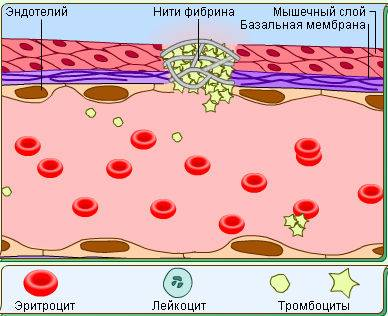 Эндотелий
Нити фибрина
Мышечный слой
Базальная мембрана
Эритроцит
Лейкоцит
Тромбоциты